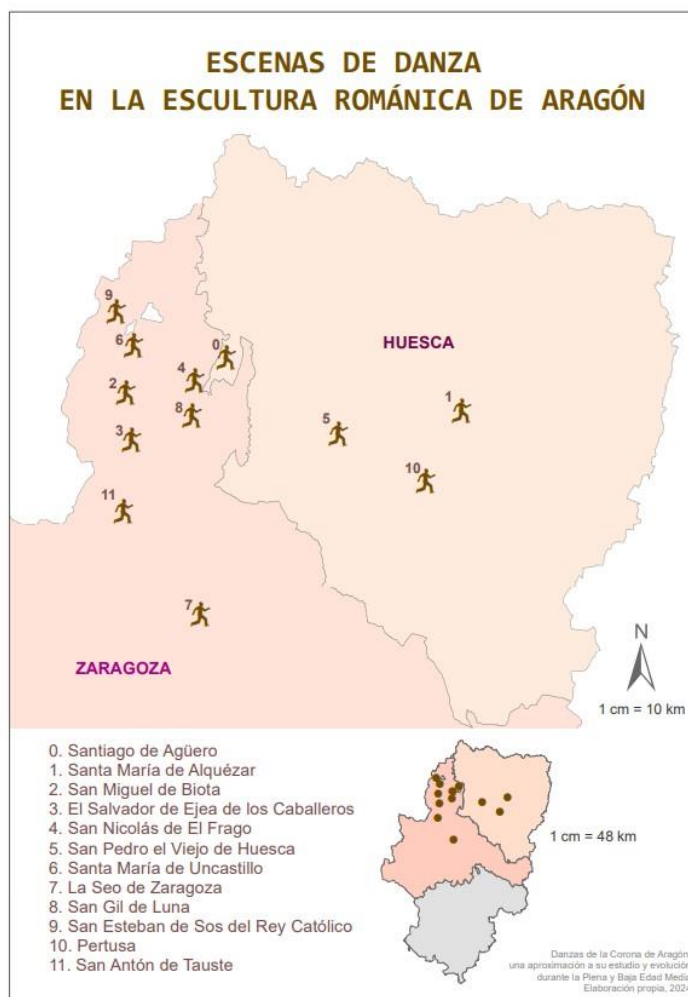 ESCENAS DE DANZA
EN LA ESCULTURA ROMÁNICA DE ARAGÓN
9
6
0
HUESCA
4
2
1
8
5
3
10
11
7
ZARAGOZA
N
1 cm = 10 km
0. Santiago de Agüero
1. Santa María de Alquézar
2. San Miguel de Biota
3. El Salvador de Ejea de los Caballeros
4. San Nicolás de El Frago
5. San Pedro el Viejo de Huesca
6. Santa María de Uncastillo
7. La Seo de Zaragoza
8. San Gil de Luna
9. San Esteban de Sos del Rey Católico
10. Pertusa
11. San Antón de Tauste
1 cm = 48 km
Danzas de la Corona de Aragón:
una aproximación a su estudio y evolución
durante la Plena y Baja Edad Media
Elaboración propia, 2024